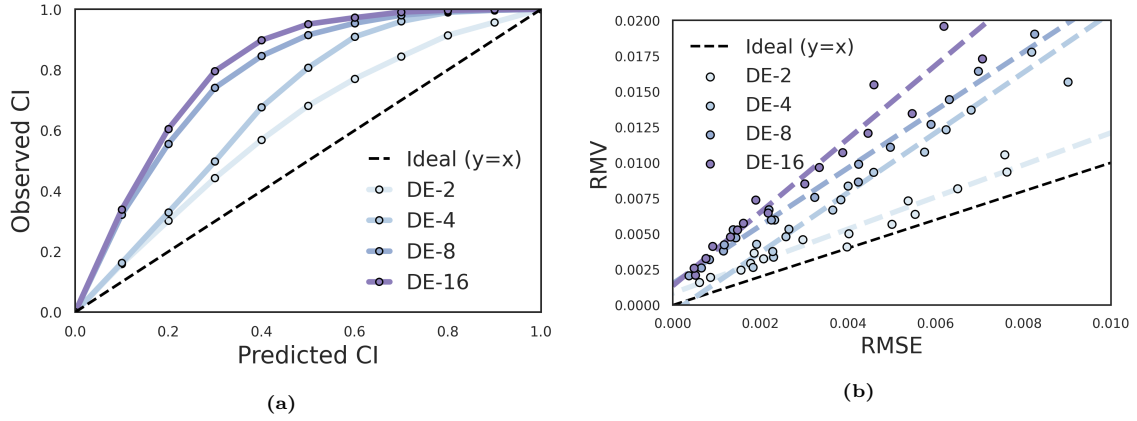 1.0
0.8
0.6
0.4
0.2
0.0
Observed CI
Ideal (y=x)
DE-2
DE-4
DE-8
DE-16
0.0 0.2 0.4 0.6 0.8 1.0
Predicted CI
(a)
0.0200
0.0175
0.0150
0.0125
0.0100
0.0075
0.0050
0.0025
0.0000
RMV
Ideal (y=x)
DE-2
DE-4
DE-8
DE-16
0.000 0.002 0.004 0.006 0.008 0.010
RMSE
(b)